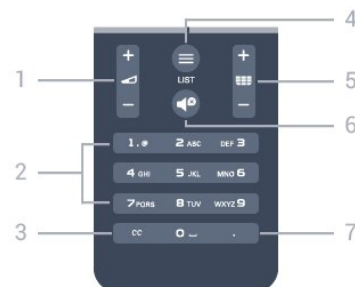 4
1 + + 5
LIST
− −
6
2 1.@ 2 ABC DEF 3
4 GHI 5 JKL MNO 6
7 PQRS 8 TUV WXYZ 9
3 CC 0 ⎵ . 7